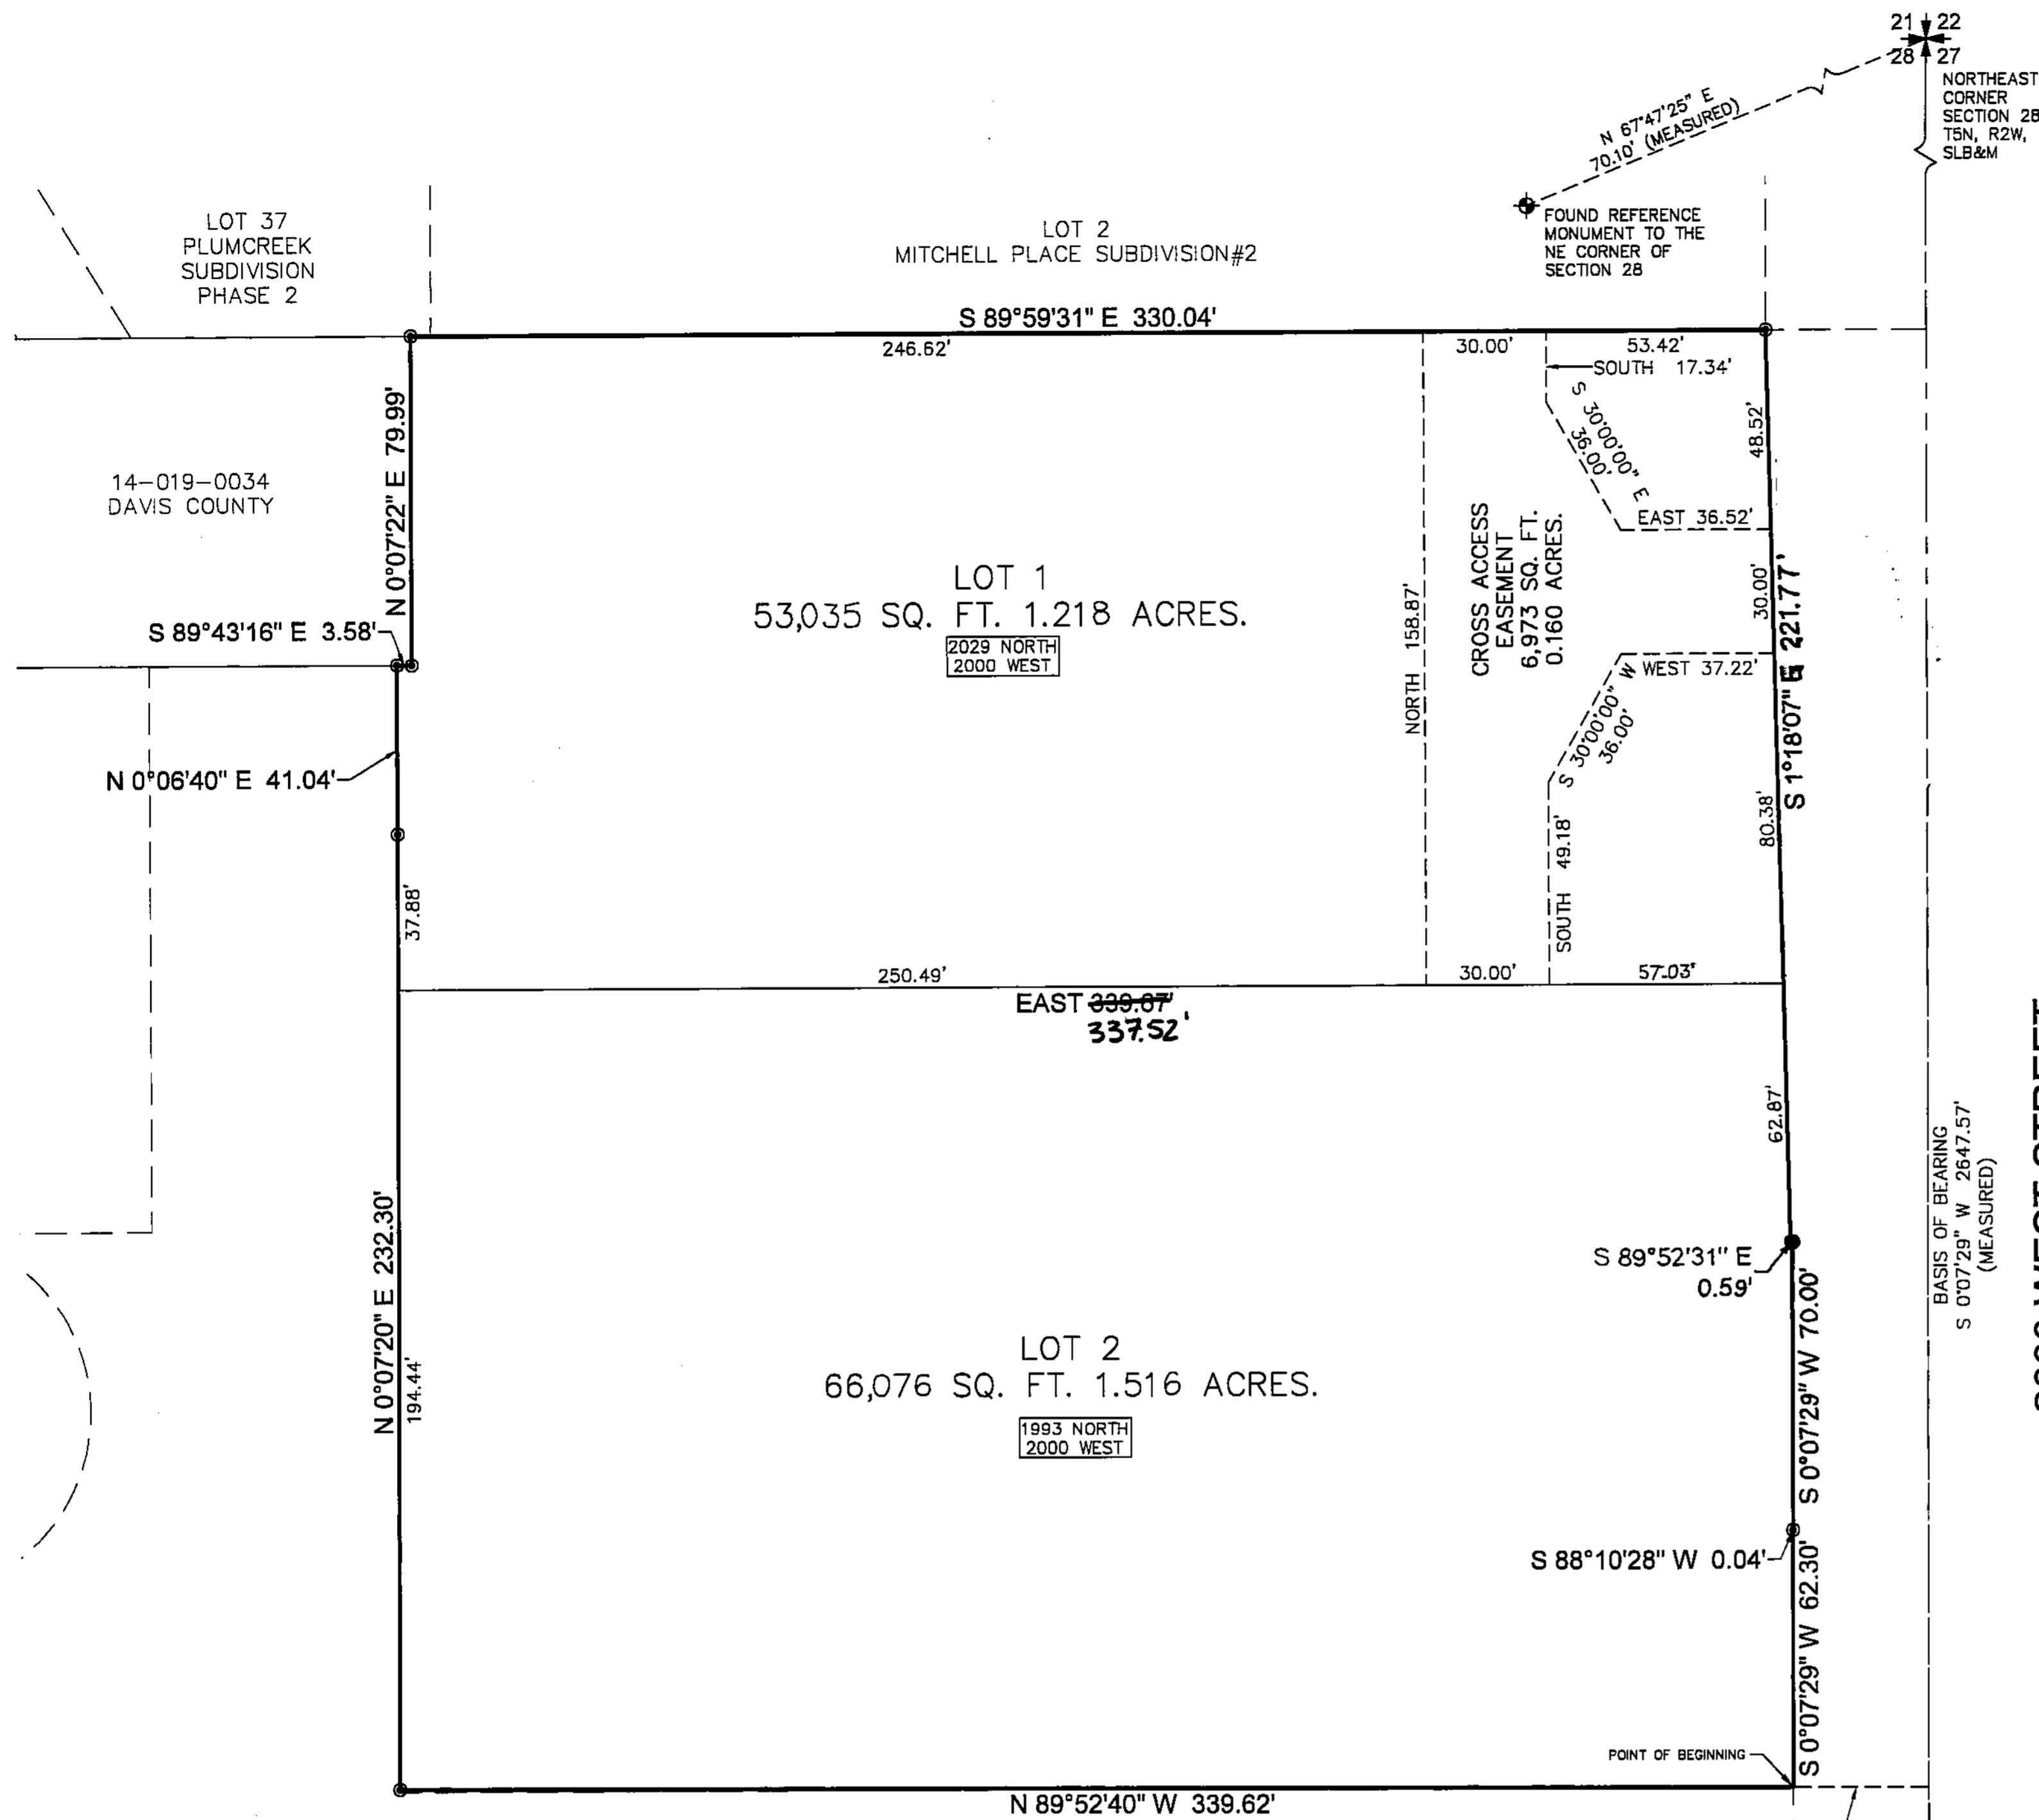 21 22
28 27
NORTHEAST
CORNER
SECTION 28
T5N, R2W,
SLB&M
N 67°47'25" E
70.10' (MEASURED)
FOUND REFERENCE
MONUMENT TO THE
NE CORNER OF
SECTION 28
LOT 37
PLUMCREEK
SUBDIVISION
PHASE 2
LOT 2
MITCHELL PLACE SUBDIVISION#2
S 89°59'31" E 330.04'
246.62'
30.00'
53.42'
SOUTH 17.34'
S 30°00'00" E
36.00'
48.52'
EAST 36.52'
N 0°07'22" E 79.99'
14-019-0034
DAVIS COUNTY
CROSS ACCESS
EASEMENT
6,973 SQ. FT.
0.160 ACRES.
LOT 1
53,035 SQ. FT. 1.218 ACRES.
2029 NORTH
2000 WEST
NORTH 158.87'
30.00'
S 1°18'07" E 221.77'
S 89°43'16" E 3.58'
WEST 37.22'
S 30°00'00" W
36.00'
N 0°06'40" E 41.04'
80.38'
SOUTH 49.18'
37.88'
250.49'
30.00'
57.03'
EAST 339.87'
337.52'
62.87'
BASIS OF BEARING
S 0°07'29" W 2647.57'
(MEASURED)
N 0°07'20" E 232.30'
194.44'
S 89°52'31" E
0.59'
S 0°07'29" W 70.00'
LOT 2
66,076 SQ. FT. 1.516 ACRES.
1993 NORTH
2000 WEST
S 88°10'28" W 0.04'
S 0°07'29" W 62.30'
POINT OF BEGINNING
N 89°52'40" W 339.62'